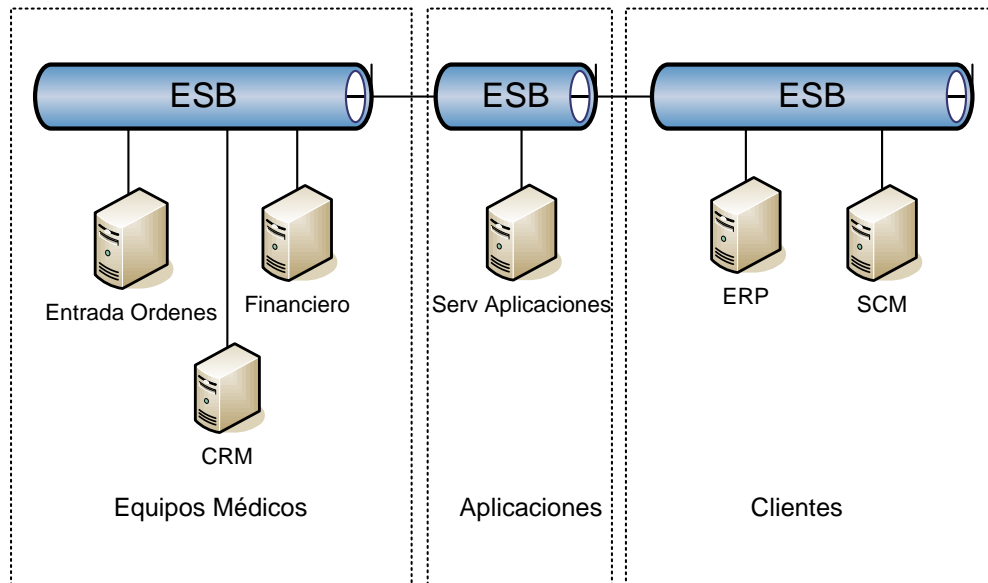 ESB
ESB
ESB
Entrada Ordenes
Financiero
Serv Aplicaciones
ERP
SCM
CRM
Equipos Médicos
Aplicaciones
Clientes